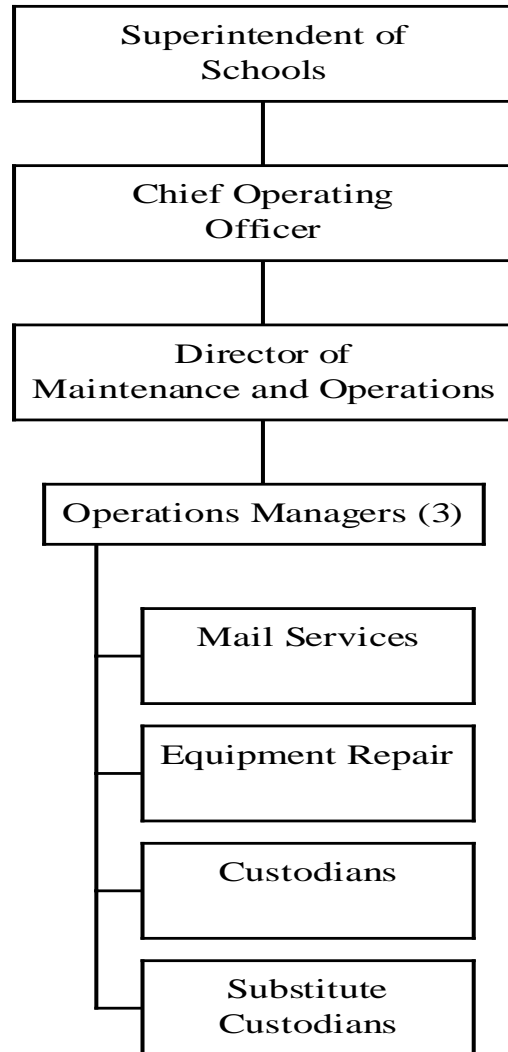 Superintendent of
Schools
Chief Operating
Officer
Director of
Maintenance and Operations
Operations Managers (3)
Mail Services
Equipment Repair
Custodians
Substitute
Custodians